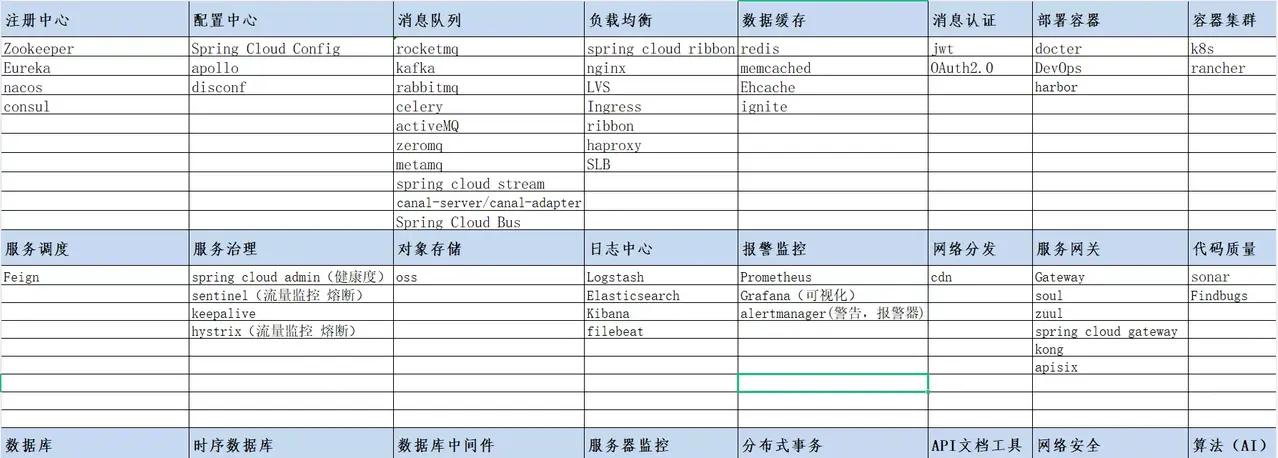 注册中心 配置中心 消息队列 负载均衡 数据缓存 消息认证 部署容器 容器集群
Zookeeper Spring Cloud Config rocketmq spring cloud ribbon redis jwt docter k8s
Eureka apollo kafka nginx memcached OAuth2.0 DevOps rancher
nacos disconf rabbitmq LVS Ehcache harbor
consul celery Ingress ignite
activeMQ ribbon
zeromq haproxy
metamq SLB
spring cloud stream
canal-server/canal-adapter
Spring Cloud Bus
服务调度 服务治理 对象存储 日志中心 报警监控 网络分发 服务网关 代码质量
Feign spring cloud admin（健康度） oss Logstash Prometheus cdn Gateway sonar
sentinel（流量监控 熔断） Elasticsearch Grafana（可视化） soul Findbugs
keepalive Kibana alertmanager(警告，报警器) zuul
hystrix（流量监控 熔断） filebeat spring cloud gateway
kong
apisix
数据库 时序数据库 数据库中间件 服务器监控 分布式事务 API文档工具 网络安全 算法（AI）